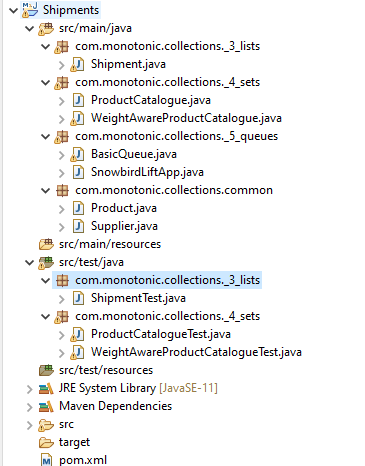 Shipments
src/main/java
com.monotonic.collections._3_lists
Shipment.java
com.monotonic.collections._4_sets
ProductCatalogue.java
WeightAwareProductCatalogue.java
com.monotonic.collections._5_queues
BasicQueue.java
SnowbirdLiftApp.java
com.monotonic.collections.common
Product.java
Supplier.java
src/main/resources
src/test/java
com.monotonic.collections._3_lists
ShipmentTest.java
com.monotonic.collections._4_sets
ProductCatalogueTest.java
WeightAwareProductCatalogueTest.java
src/test/resources
JRE System Library [JavaSE-11]
Maven Dependencies
src
target
pom.xml